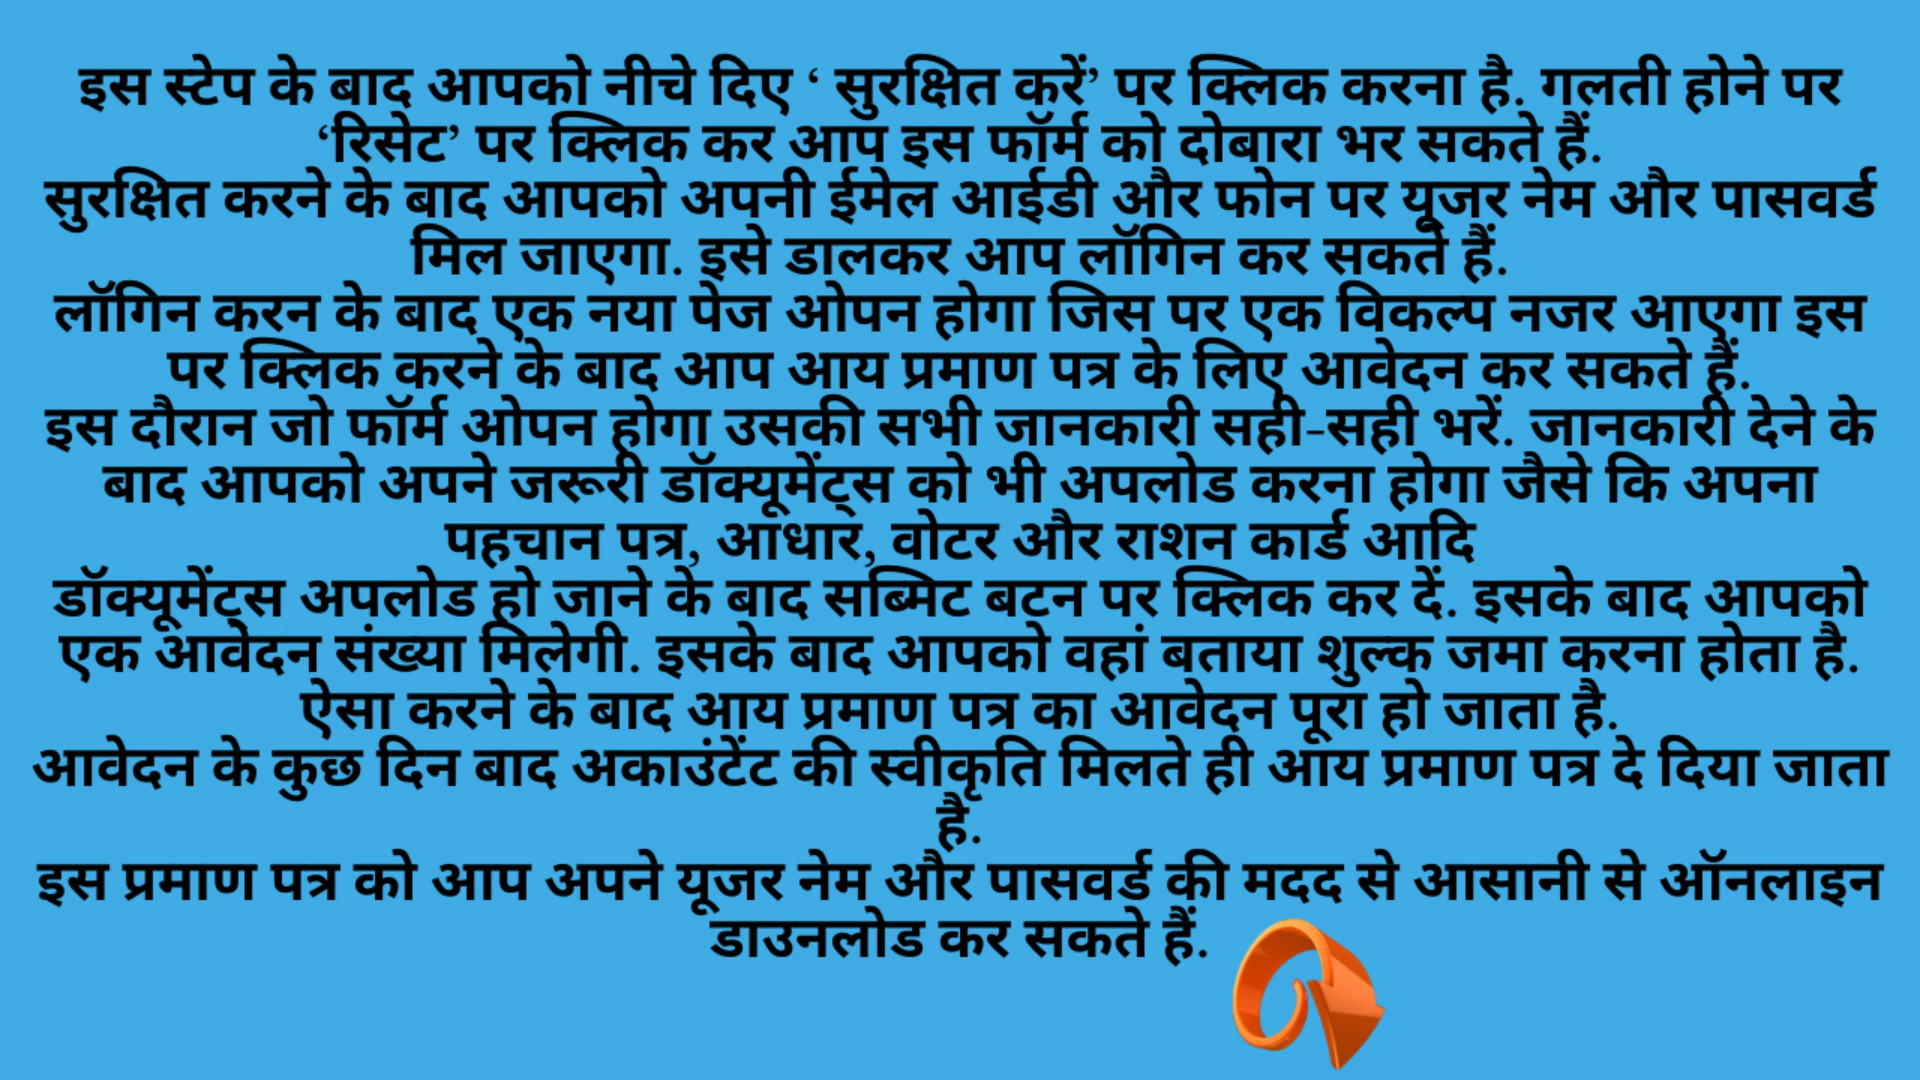 इस स्टेप के बाद आपको नीचे दिए ‘ सुरक्षित करें’ पर क्लिक करना है. गलती होने पर
‘रिसेट’ पर क्लिक कर आप इस फॉर्म को दोबारा भर सकते हैं.
सुरक्षित करने के बाद आपको अपनी ईमेल आईडी और फोन पर यूजर नेम और पासवर्ड
मिल जाएगा. इसे डालकर आप लॉगिन कर सकते हैं.
लॉगिन करन के बाद एक नया पेज ओपन होगा जिस पर एक विकल्प नजर आएगा इस
पर क्लिक करने के बाद आप आय प्रमाण पत्र के लिए आवेदन कर सकते हैं.
इस दौरान जो फॉर्म ओपन होगा उसकी सभी जानकारी सही-सही भरें. जानकारी देने के
बाद आपको अपने जरूरी डॉक्यूमेंट्स को भी अपलोड करना होगा जैसे कि अपना
पहचान पत्र, आधार, वोटर और राशन कार्ड आदि
डॉक्यूमेंट्स अपलोड हो जाने के बाद सब्मिट बटन पर क्लिक कर दें. इसके बाद आपको
एक आवेदन संख्या मिलेगी. इसके बाद आपको वहां बताया शुल्क जमा करना होता है.
ऐसा करने के बाद आय प्रमाण पत्र का आवेदन पूरा हो जाता है.
आवेदन के कुछ दिन बाद अकाउंटेंट की स्वीकृति मिलते ही आय प्रमाण पत्र दे दिया जाता
है.
इस प्रमाण पत्र को आप अपने यूजर नेम और पासवर्ड की मदद से आसानी से ऑनलाइन
डाउनलोड कर सकते हैं.